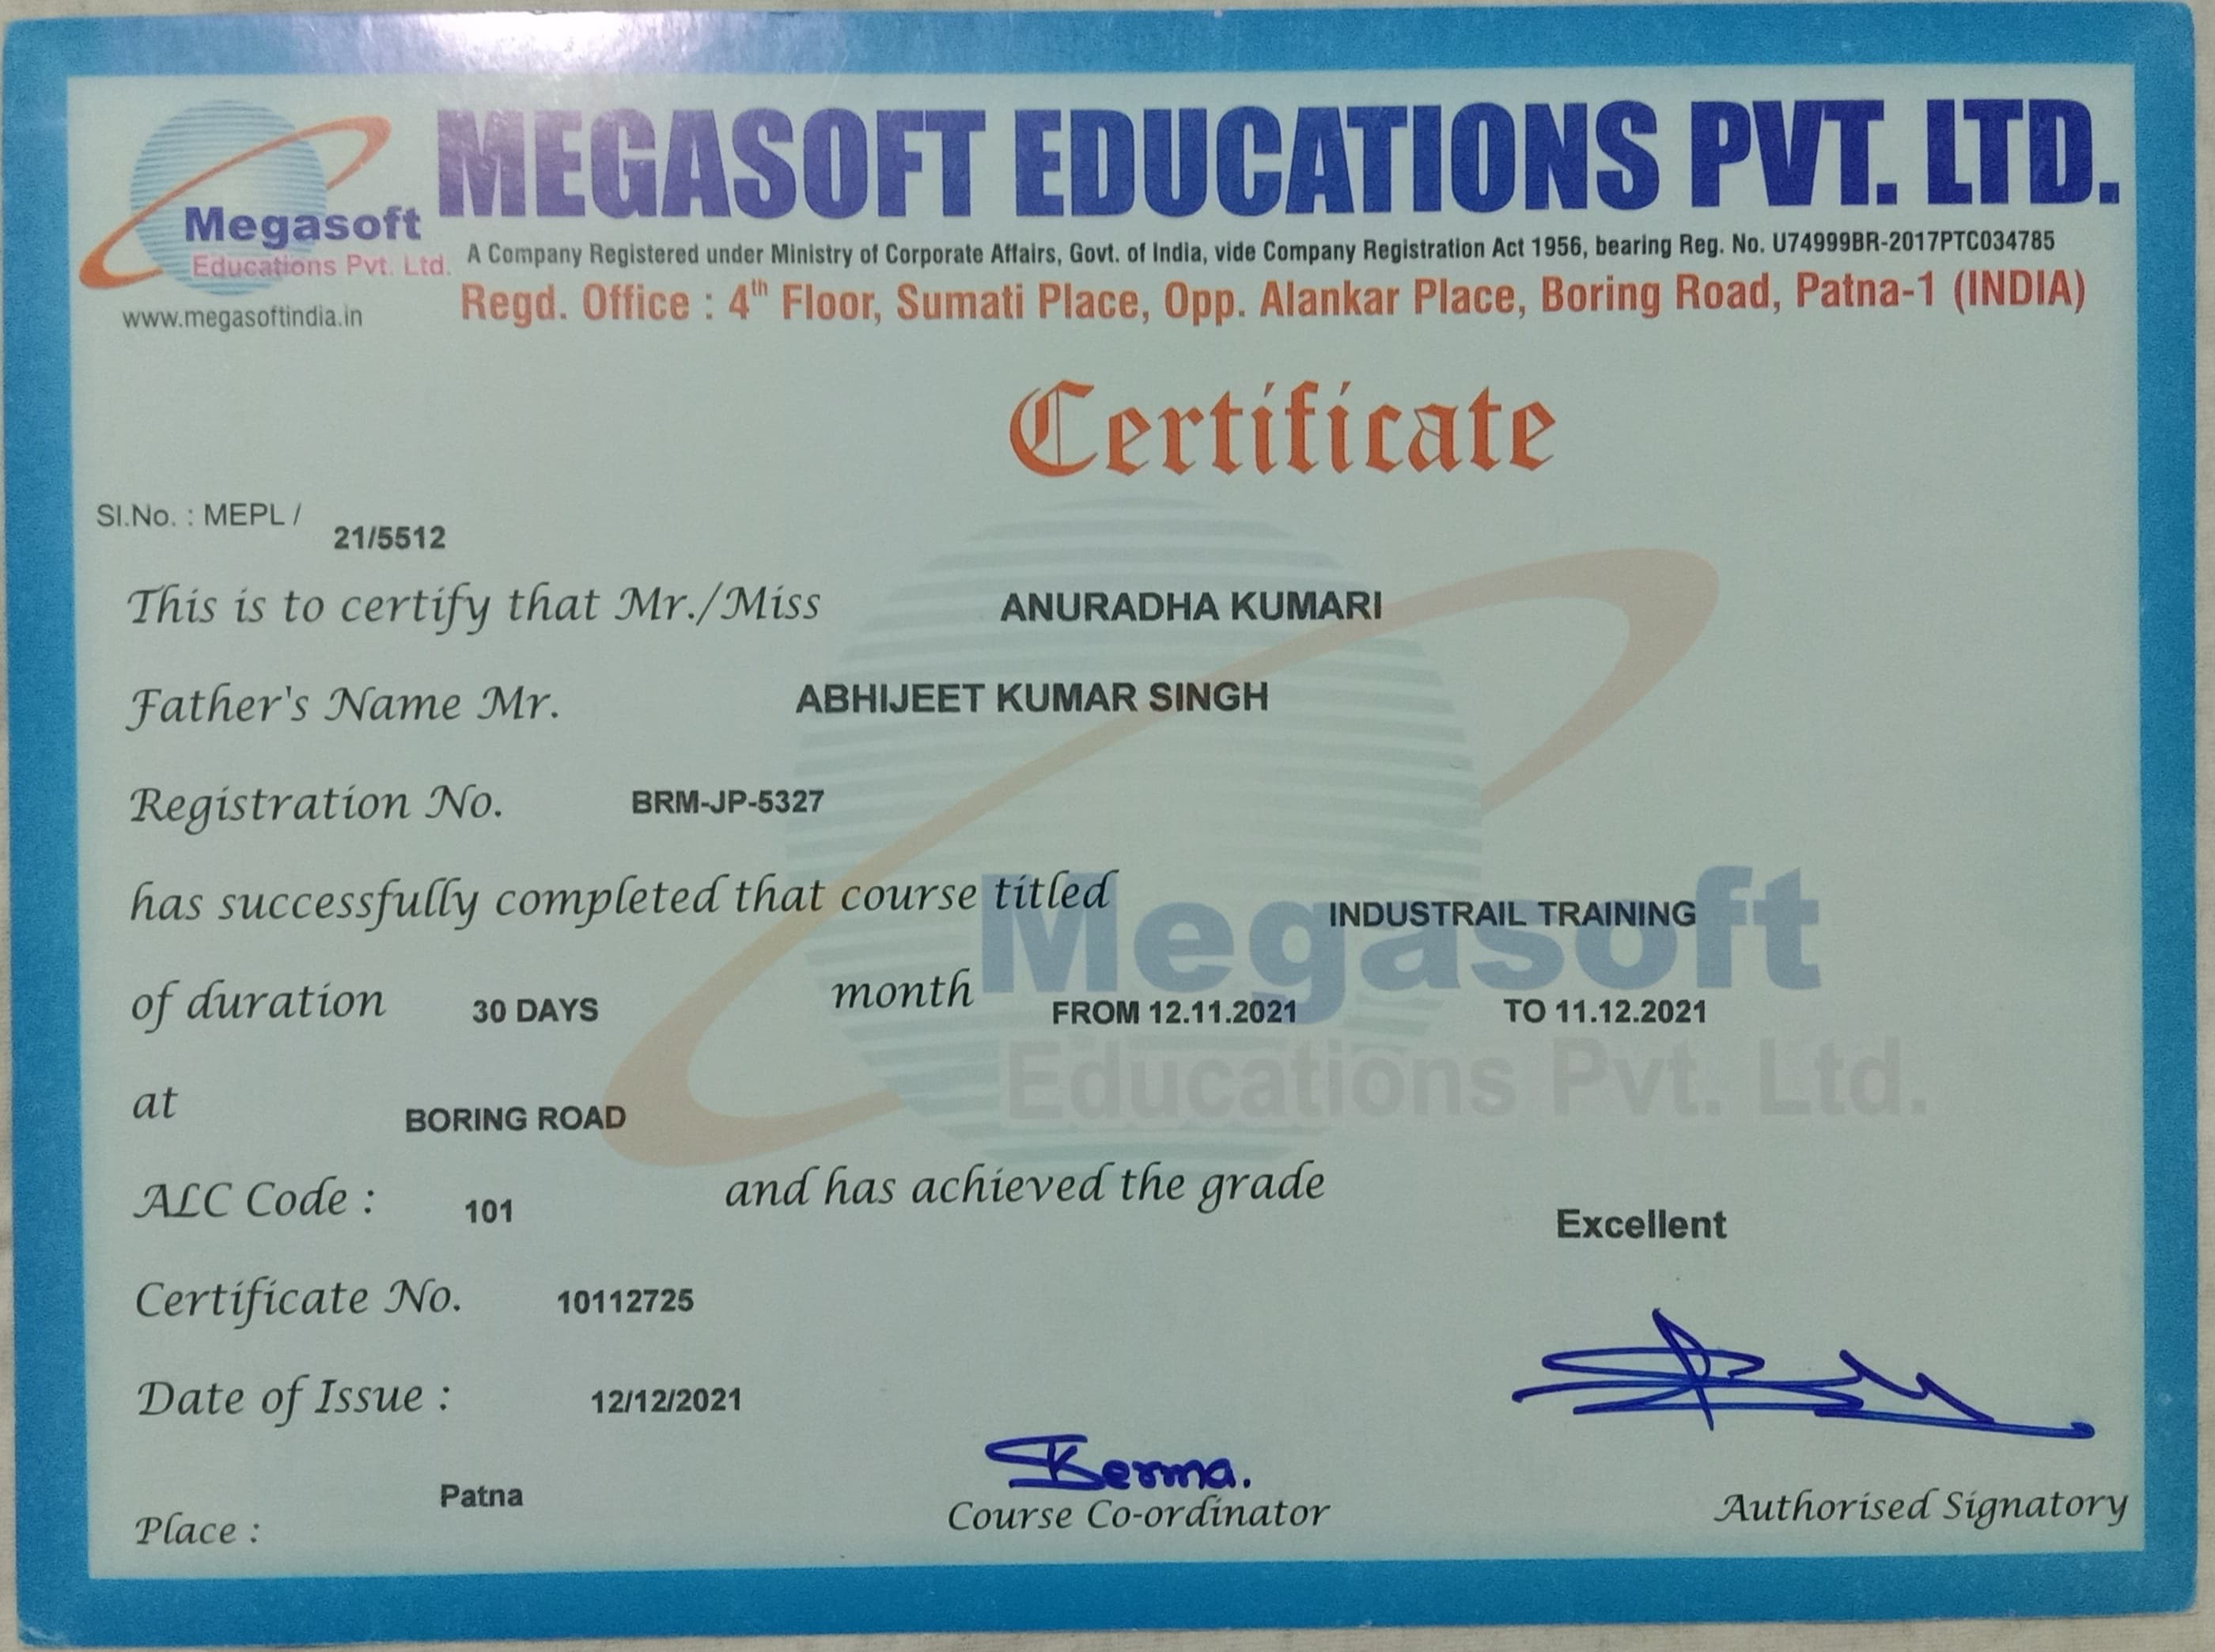 MEGASOFT EDUCATIONS PVT. LTD.
Megasoft
Educations Pvt. Ltd.
www.megasoftindia.in
A Company Registered under Ministry of Corporate Affairs, Govt. of India, vide Company Registration Act 1956, bearing Reg. No. U74999BR-2017PTC034785
Regd. Office : 4th Floor, Sumati Place, Opp. Alankar Place, Boring Road, Patna-1 (INDIA)
Certificate
Sl.No. : MEPL / 21/5512
This is to certify that Mr./Miss ANURADHA KUMARI
Father's Name Mr. ABHIJEET KUMAR SINGH
Registration No. BRM-JP-5327
has successfully completed that course titled INDUSTRAIL TRAINING
Megasoft
of duration 30 DAYS month FROM 12.11.2021 TO 11.12.2021
Educations Pvt. Ltd.
at BORING ROAD
ALC Code : 101 and has achieved the grade Excellent
Certificate No. 10112725
Date of Issue : 12/12/2021
Place : Patna
Course Co-ordinator
Authorised Signatory